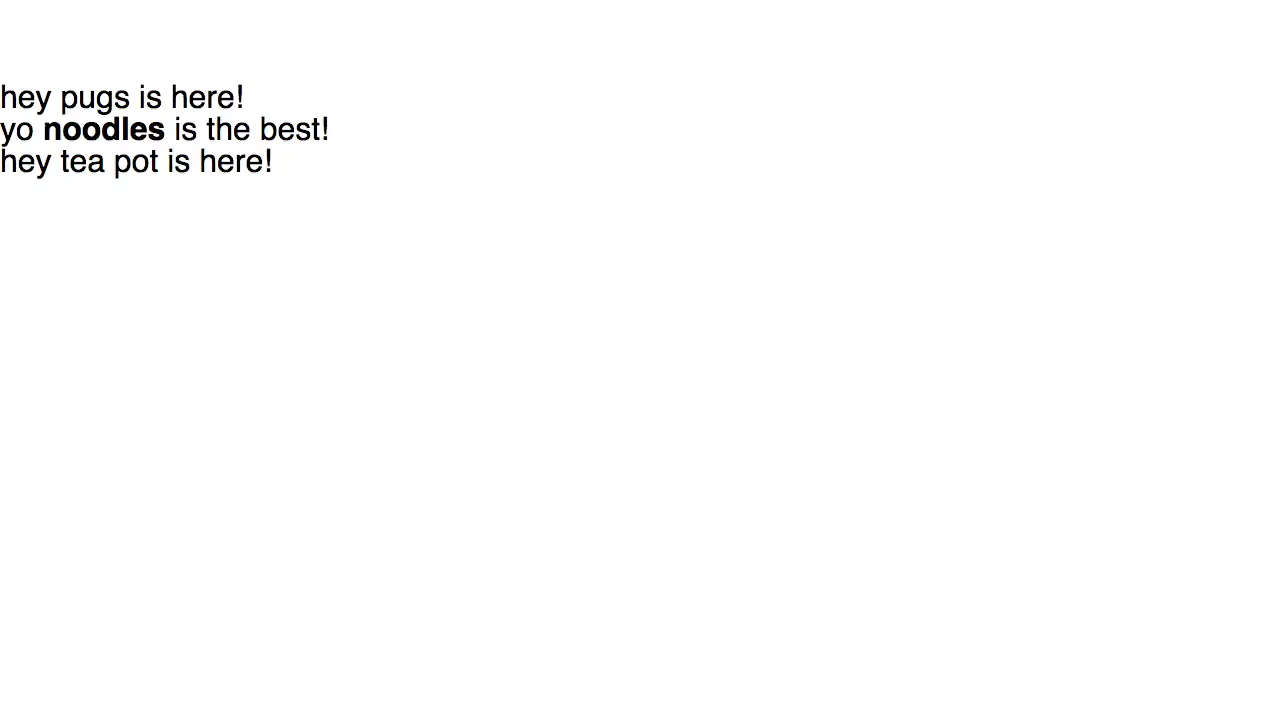 hey pugs is here!
yo noodles is the best!
hey tea pot is here!